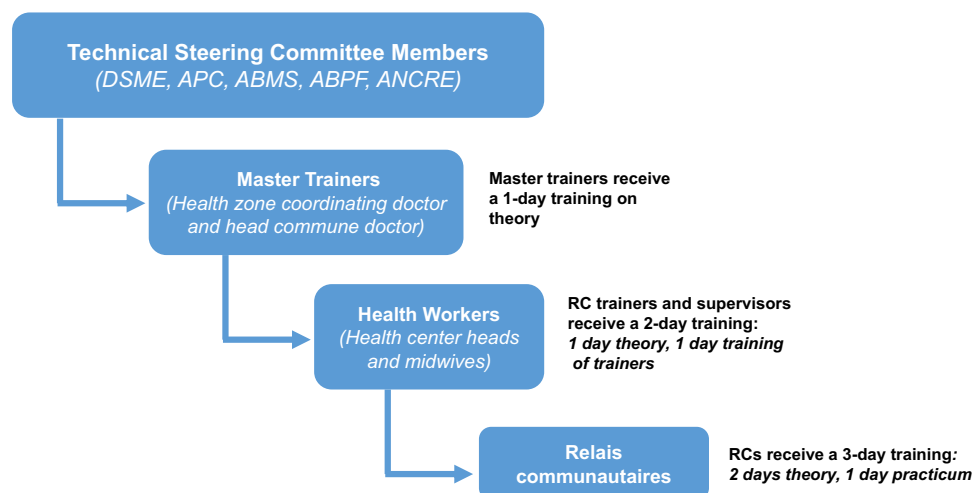 Technical Steering Committee Members
(DSME, APC, ABMS, ABPF, ANCRE)
Master Trainers
(Health zone coordinating doctor
and head commune doctor)
Master trainers receive
a 1-day training on
theory
Health Workers
(Health center heads
and midwives)
RC trainers and supervisors
receive a 2-day training:
1 day theory, 1 day training
of trainers
Relais
communautaires
RCs receive a 3-day training:
2 days theory, 1 day practicum